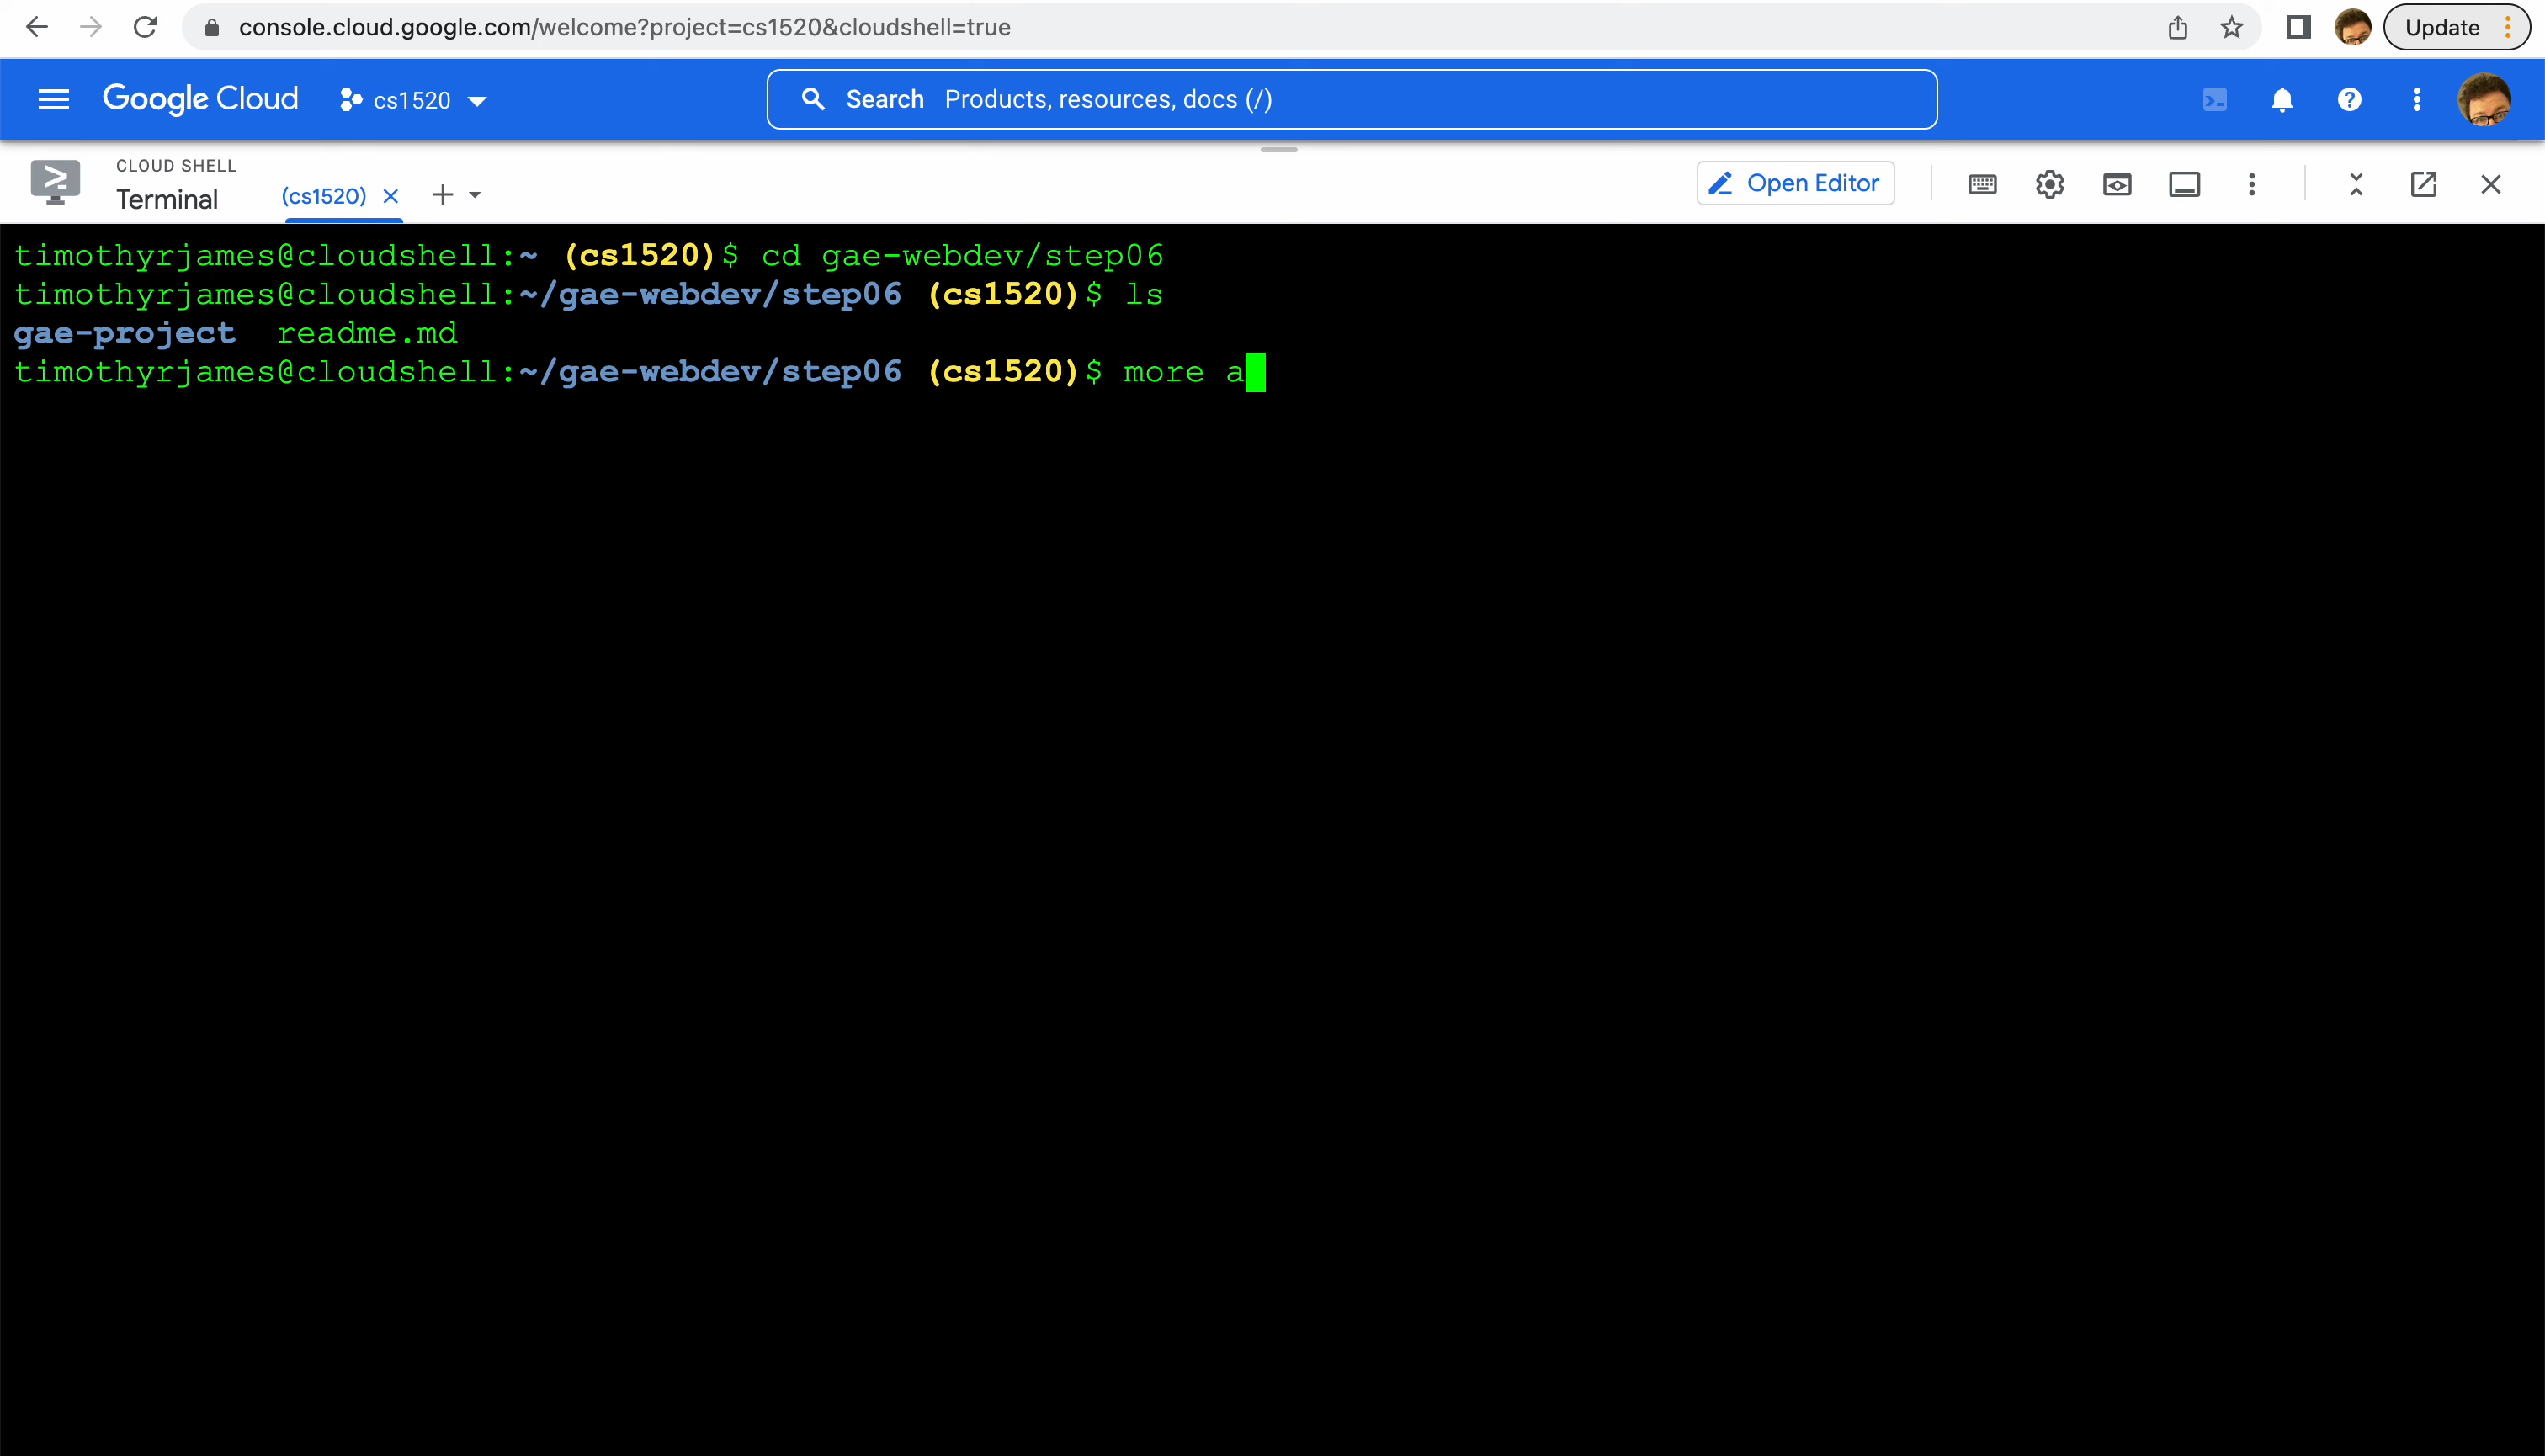 console.cloud.google.com/welcome?project=cs1520&cloudshell=true
Update
Google Cloud
cs1520
Search Products, resources, docs (/)
CLOUD SHELL
Terminal
(cs1520)
Open Editor
timothyrjames@cloudshell:~ (cs1520)$ cd gae-webdev/step06
timothyrjames@cloudshell:~/gae-webdev/step06 (cs1520)$ ls
gae-project  readme.md
timothyrjames@cloudshell:~/gae-webdev/step06 (cs1520)$ more a